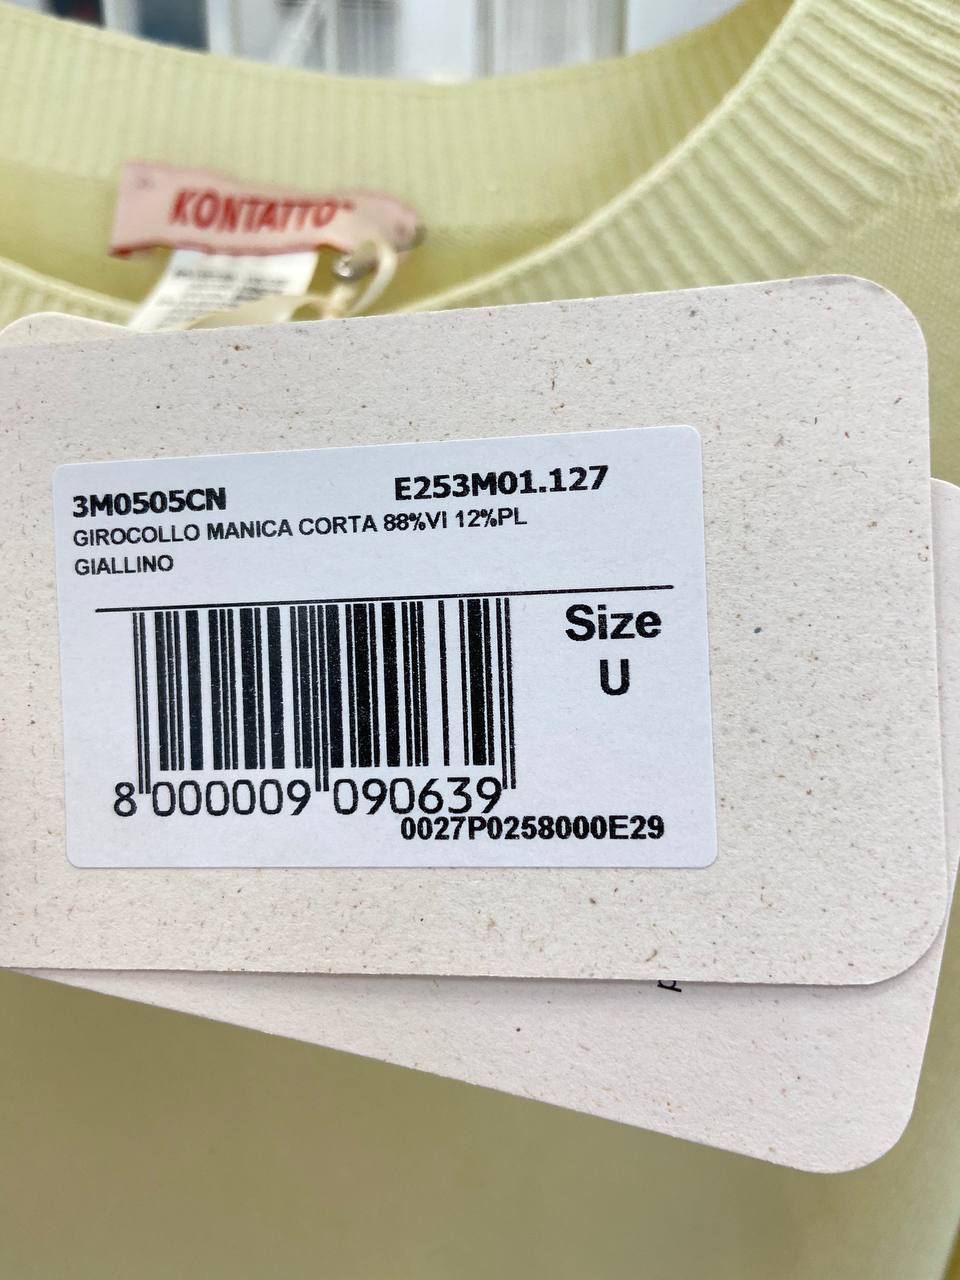 KONTATTO
3M0505CN E253M01.127
GIROCOLLO MANICA CORTA 88%VI 12%PL
GIALLINO
Size
U
8 000009 090639
0027P0258000E29